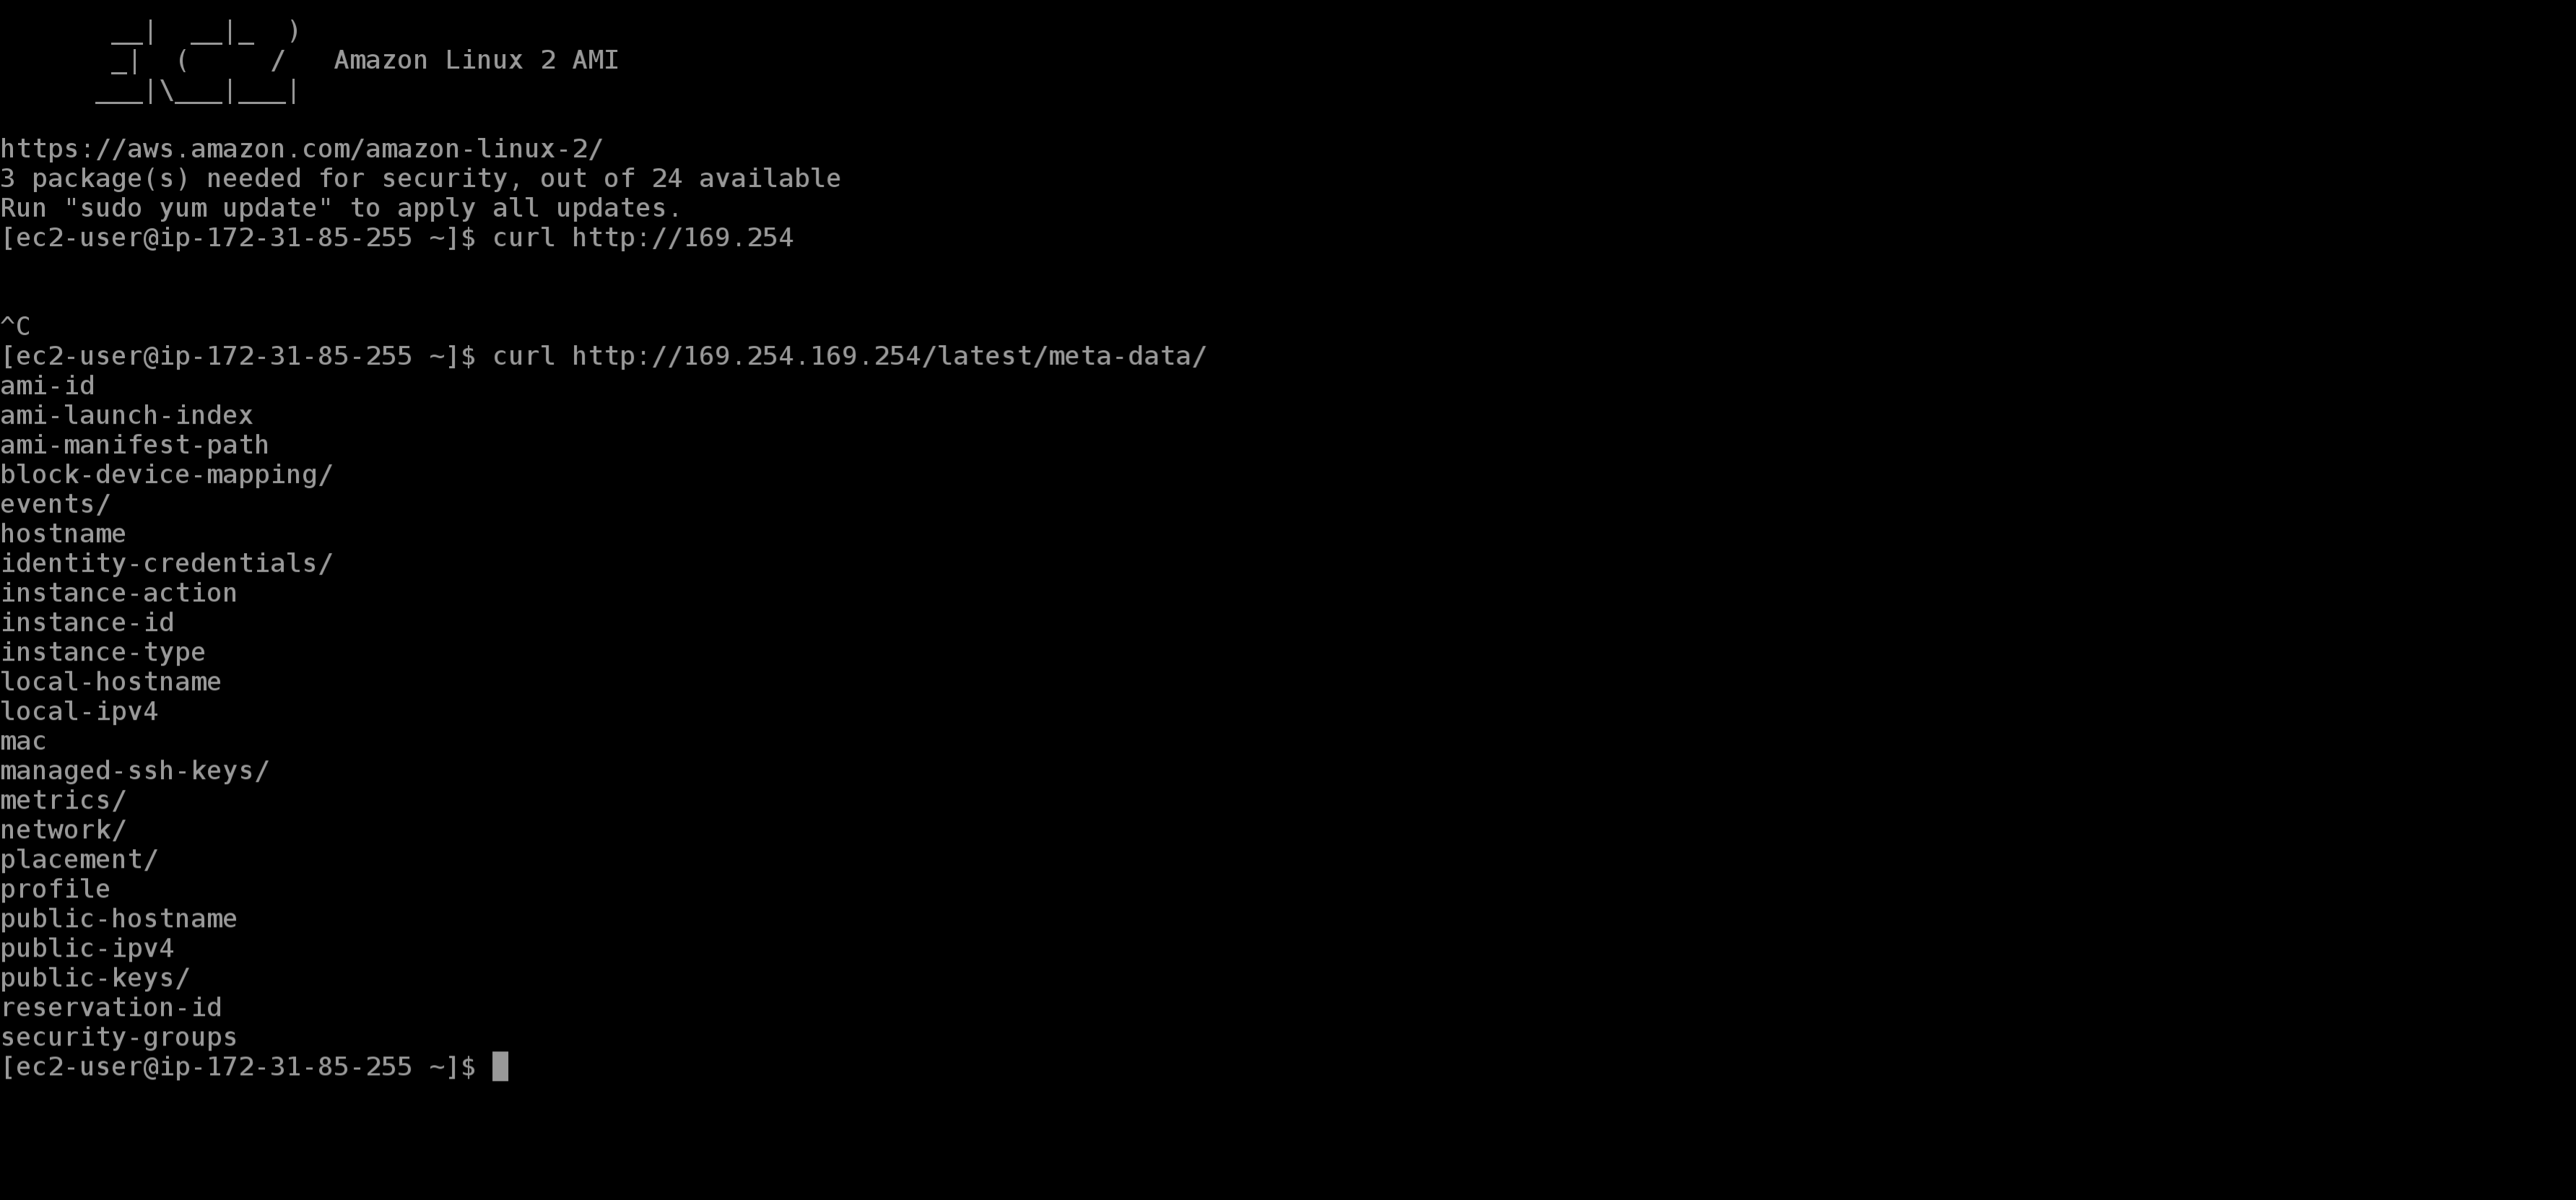 __|  __|_  )
       _|  (     /   Amazon Linux 2 AMI
      ___|\___|___|

https://aws.amazon.com/amazon-linux-2/
3 package(s) needed for security, out of 24 available
Run "sudo yum update" to apply all updates.
[ec2-user@ip-172-31-85-255 ~]$ curl http://169.254


^C
[ec2-user@ip-172-31-85-255 ~]$ curl http://169.254.169.254/latest/meta-data/
ami-id
ami-launch-index
ami-manifest-path
block-device-mapping/
events/
hostname
identity-credentials/
instance-action
instance-id
instance-type
local-hostname
local-ipv4
mac
managed-ssh-keys/
metrics/
network/
placement/
profile
public-hostname
public-ipv4
public-keys/
reservation-id
security-groups
[ec2-user@ip-172-31-85-255 ~]$